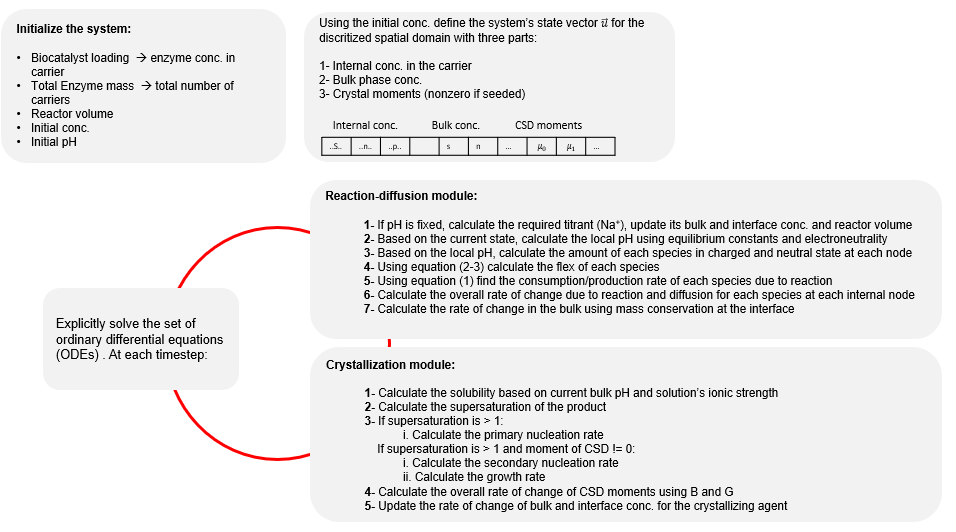 Initialize the system:
• Biocatalyst loading → enzyme conc. in
carrier
• Total Enzyme mass → total number of
carriers
• Reactor volume
• Initial conc.
• Initial pH
Using the initial conc. define the system's state vector u⃗ for the
discritized spatial domain with three parts:
1- Internal conc. in the carrier
2- Bulk phase conc.
3- Crystal moments (nonzero if seeded)
Internal conc. Bulk conc. CSD moments
..S.. ..n.. ..p.. s n ... μ₀ μ₁ ...
Reaction-diffusion module:
1- If pH is fixed, calculate the required titrant (Na⁺), update its bulk and interface conc. and reactor volume
2- Based on the current state, calculate the local pH using equilibrium constants and electroneutrality
3- Based on the local pH, calculate the amount of each species in charged and neutral state at each node
4- Using equation (2-3) calculate the flex of each species
5- Using equation (1) find the consumption/production rate of each species due to reaction
6- Calculate the overall rate of change due to reaction and diffusion for each species at each internal node
7- Calculate the rate of change in the bulk using mass conservation at the interface
Explicitly solve the set of
ordinary differential equations
(ODEs) . At each timestep:
Crystallization module:
1- Calculate the solubility based on current bulk pH and solution's ionic strength
2- Calculate the supersaturation of the product
3- If supersaturation is > 1:
i. Calculate the primary nucleation rate
If supersaturation is > 1 and moment of CSD != 0:
i. Calculate the secondary nucleation rate
ii. Calculate the growth rate
4- Calculate the overall rate of change of CSD moments using B and G
5- Update the rate of change of bulk and interface conc. for the crystallizing agent